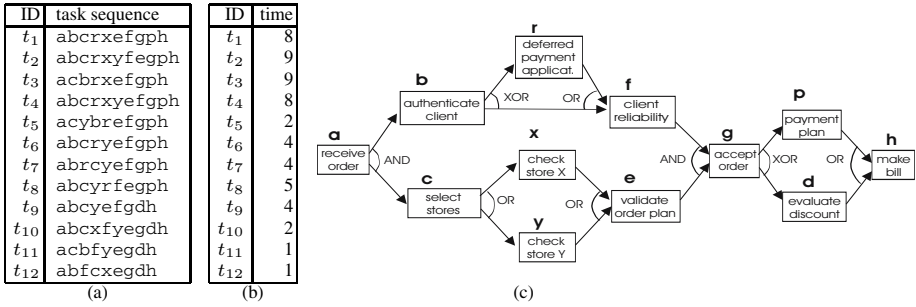 ID task sequence
t1 abcrxefgph
t2 abcrxyfegph
t3 acbrxefgph
t4 abcrxyefgph
t5 acybrefgph
t6 abcryefgph
t7 abrcyefgph
t8 abcyrfegph
t9 abcyefgdh
t10 abcxfyegdh
t11 acbfyegdh
t12 abfcxegdh
(a)
ID time
t1 8
t2 9
t3 9
t4 8
t5 2
t6 4
t7 4
t8 5
t9 4
t10 2
t11 1
t12 1
(b)
r
deferred
payment
applicat.
b
authenticate
client
XOR
OR
f
client
reliability
a
receive
order
AND
x
check
store X
c
select
stores
OR
y
check
store Y
OR
e
validate
order plan
AND
g
accept
order
XOR
p
payment
plan
d
evaluate
discount
OR
h
make
bill
(c)